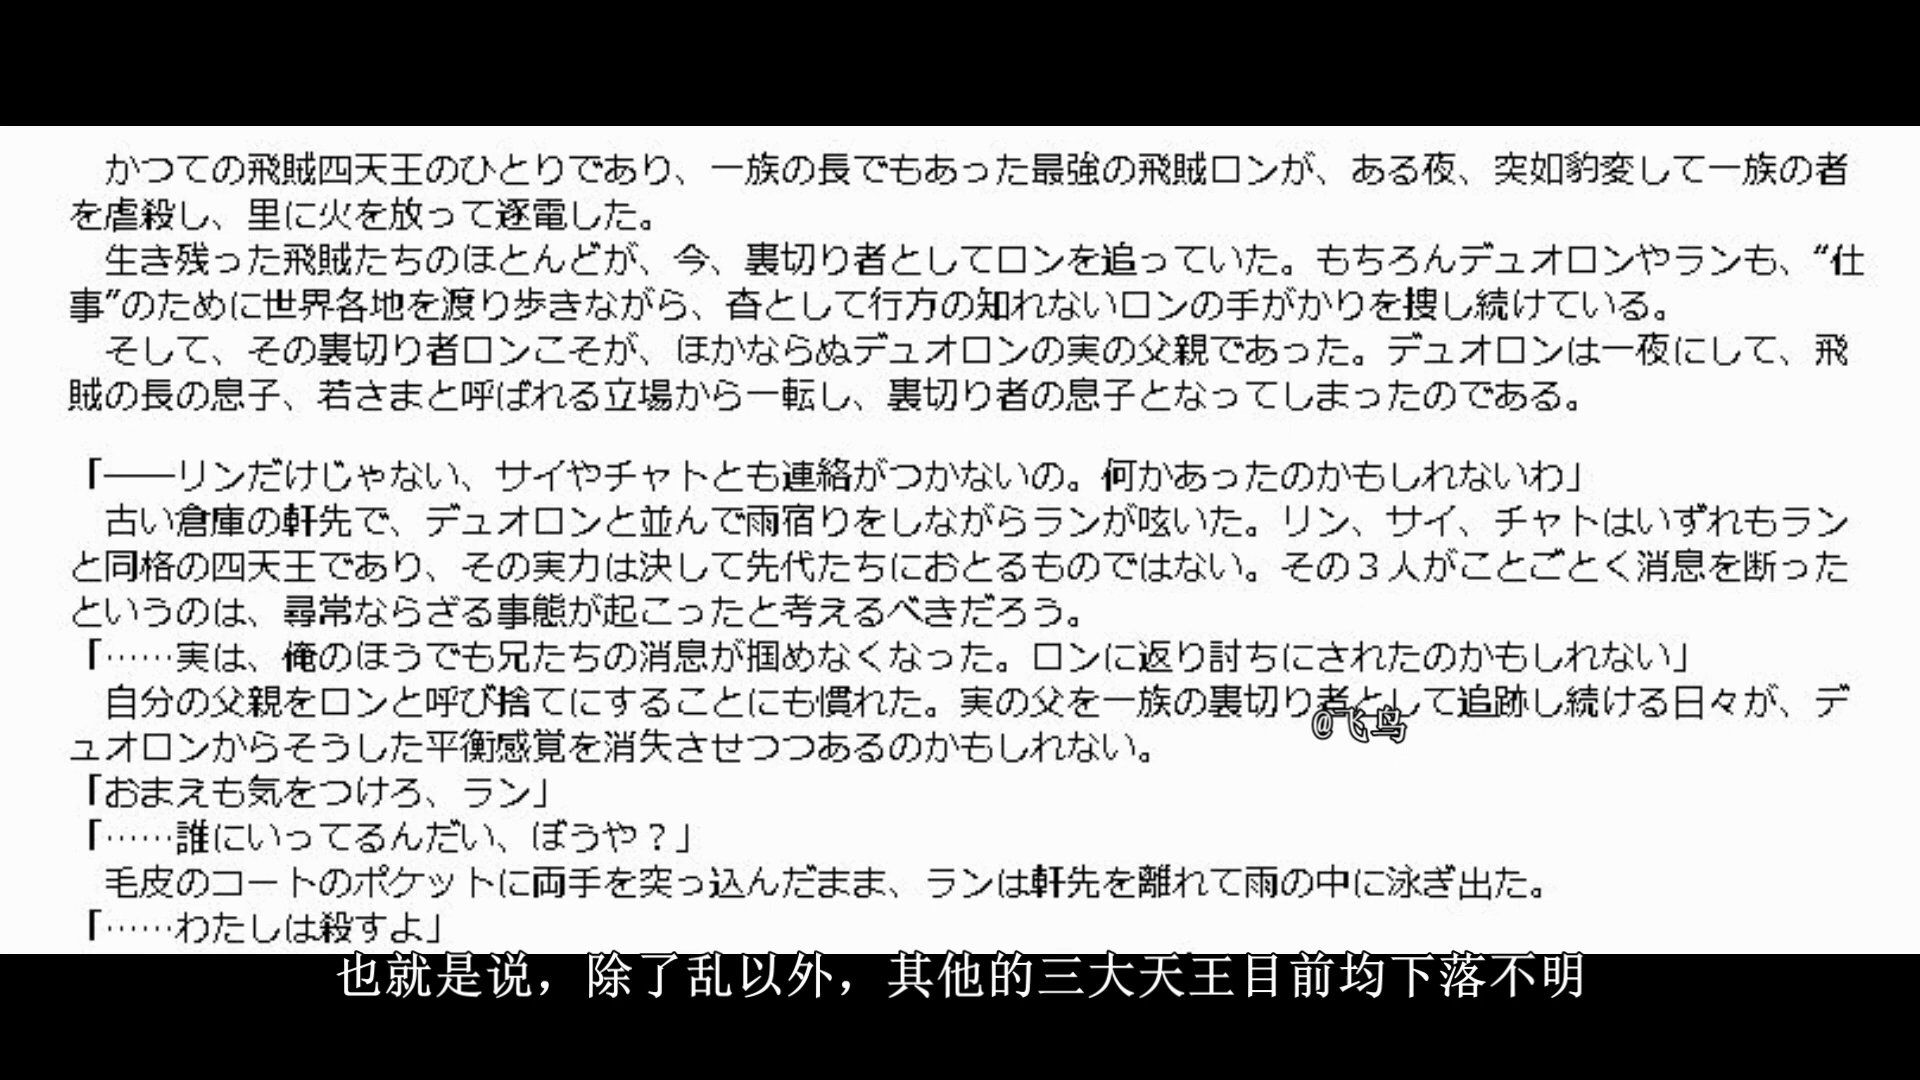 かつての飛賊四天王のひとりであり、一族の長でもあった最強の飛賊ロンが、ある夜、突如豹変して一族の者
を虐殺し、里に火を放って逐電した。
生き残った飛賊たちのほとんどが、今、裏切り者としてロンを追っていた。もちろんデュオロンやランも、“仕
事”のために世界各地を渡り歩きながら、杳として行方の知れないロンの手がかりを捜し続けている。
そして、その裏切り者ロンこそが、ほかならぬデュオロンの実の父親であった。デュオロンは一夜にして、飛
賊の長の息子、若さまと呼ばれる立場から一転し、裏切り者の息子となってしまったのである。
「――リンだけじゃない、サイやチャトとも連絡がつかないの。何かあったのかもしれないわ」
古い倉庫の軒先で、デュオロンと並んで雨宿りをしながらランが呟いた。リン、サイ、チャトはいずれもラン
と同格の四天王であり、その実力は決して先代たちにおとるものではない。その３人がことごとく消息を断った
というのは、尋常ならざる事態が起こったと考えるべきだろう。
「……実は、俺のほうでも兄たちの消息が掴めなくなった。ロンに返り討ちにされたのかもしれない」
自分の父親をロンと呼び捨てにすることにも慣れた。実の父を一族の裏切り者として追跡し続ける日々が、デ
ュオロンからそうした平衡感覚を消失させつつあるのかもしれない。
@飞鸟
「おまえも気をつけろ、ラン」
「……誰にいってるんだい、ぼうや？」
毛皮のコートのポケットに両手を突っ込んだまま、ランは軒先を離れて雨の中に泳ぎ出た。
「……わたしは殺すよ」
也就是说，除了乱以外，其他的三大天王目前均下落不明